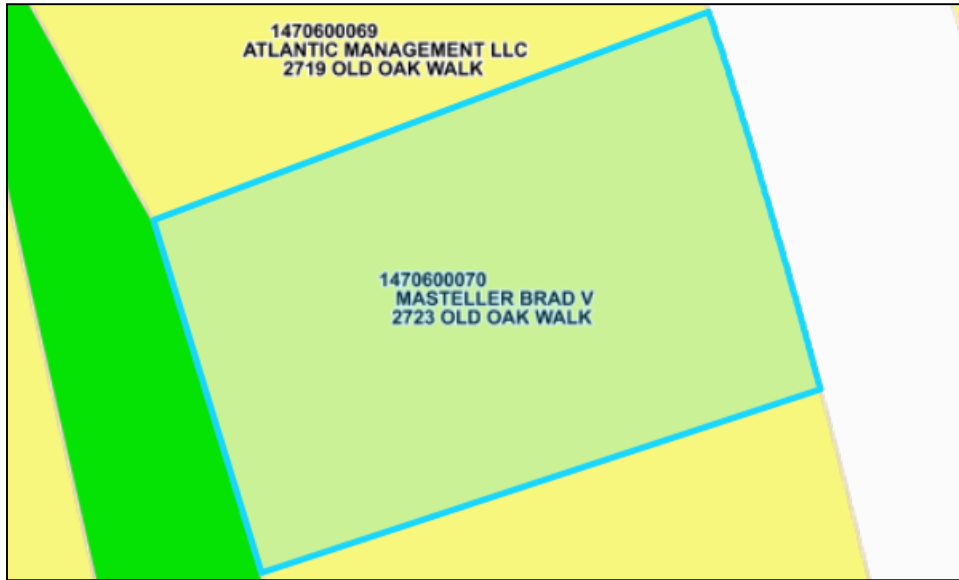 1470600069
ATLANTIC MANAGEMENT LLC
2719 OLD OAK WALK
1470600070
MASTELLER BRAD V
2723 OLD OAK WALK